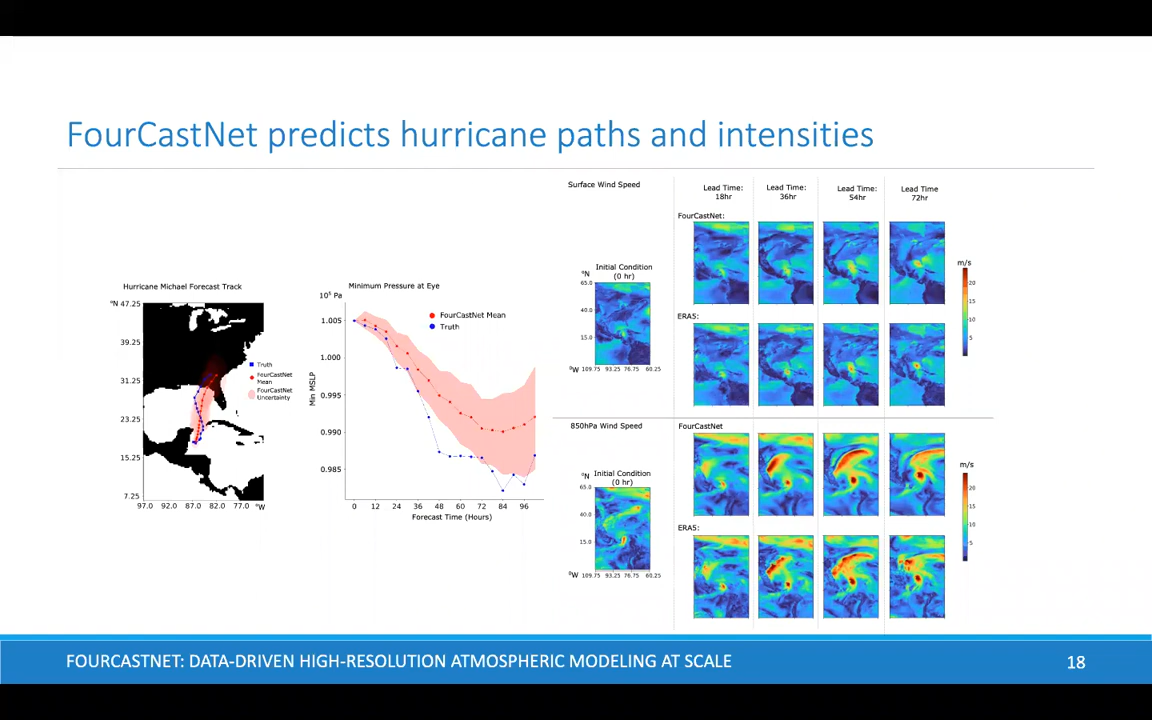 FourCastNet predicts hurricane paths and intensities
Hurricane Michael Forecast Track
°N 47.25
39.25
31.25
23.25
15.25
7.25
97.0 92.0 87.0 82.0 77.0 °W
Truth
FourCastNet
Mean
FourCastNet
Uncertainty
Minimum Pressure at Eye
10⁵ Pa
1.005
1.000
0.995
0.990
0.985
Min MSLP
FourCastNet Mean
Truth
0 12 24 36 48 60 72 84 96
Forecast Time (Hours)
Surface Wind Speed
Lead Time:
18hr
Lead Time:
36hr
Lead Time:
54hr
Lead Time
72hr
FourCastNet:
Initial Condition
(0 hr)
°N
65.0
40.0
15.0
°W 109.75 93.25 76.75 60.25
ERA5:
m/s
20
15
10
5
850hPa Wind Speed
FourCastNet
Initial Condition
(0 hr)
°N
65.0
40.0
15.0
°W 109.75 93.25 76.75 60.25
ERA5:
m/s
20
15
10
5
FOURCASTNET: DATA-DRIVEN HIGH-RESOLUTION ATMOSPHERIC MODELING AT SCALE
18